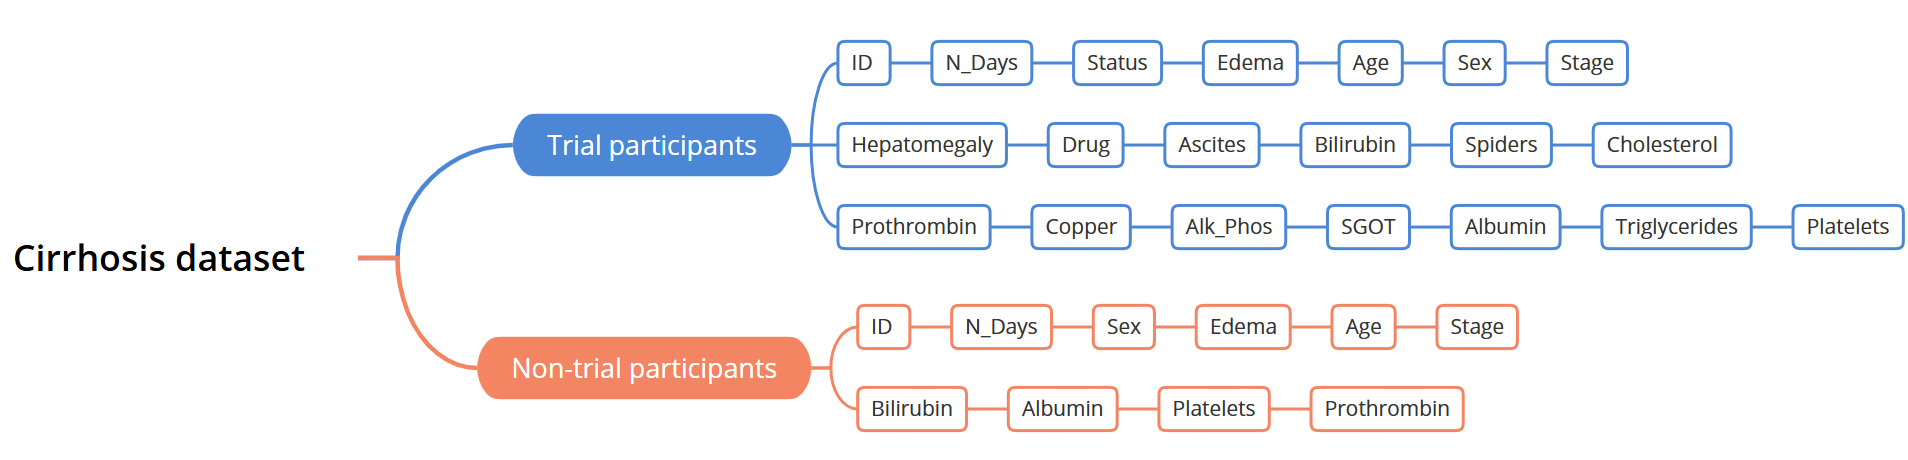 Cirrhosis dataset
Trial participants
ID N_Days Status Edema Age Sex Stage
Hepatomegaly Drug Ascites Bilirubin Spiders Cholesterol
Prothrombin Copper Alk_Phos SGOT Albumin Triglycerides Platelets
Non-trial participants
ID N_Days Sex Edema Age Stage
Bilirubin Albumin Platelets Prothrombin